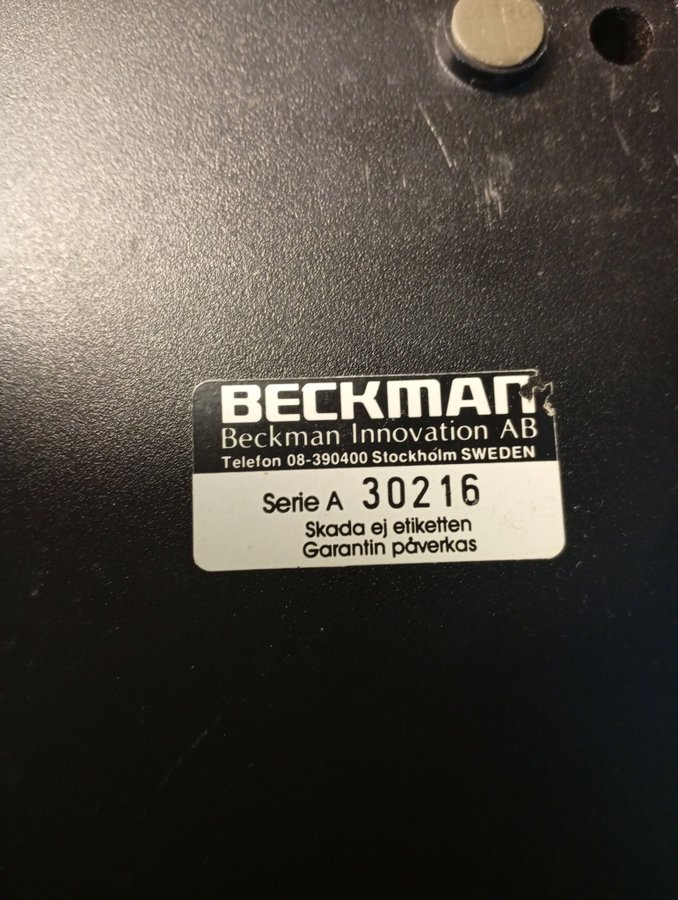 BECKMAN
Beckman Innovation AB
Telefon 08-390400 Stockholm SWEDEN
Serie A 30216
Skada ej etiketten
Garantin påverkas